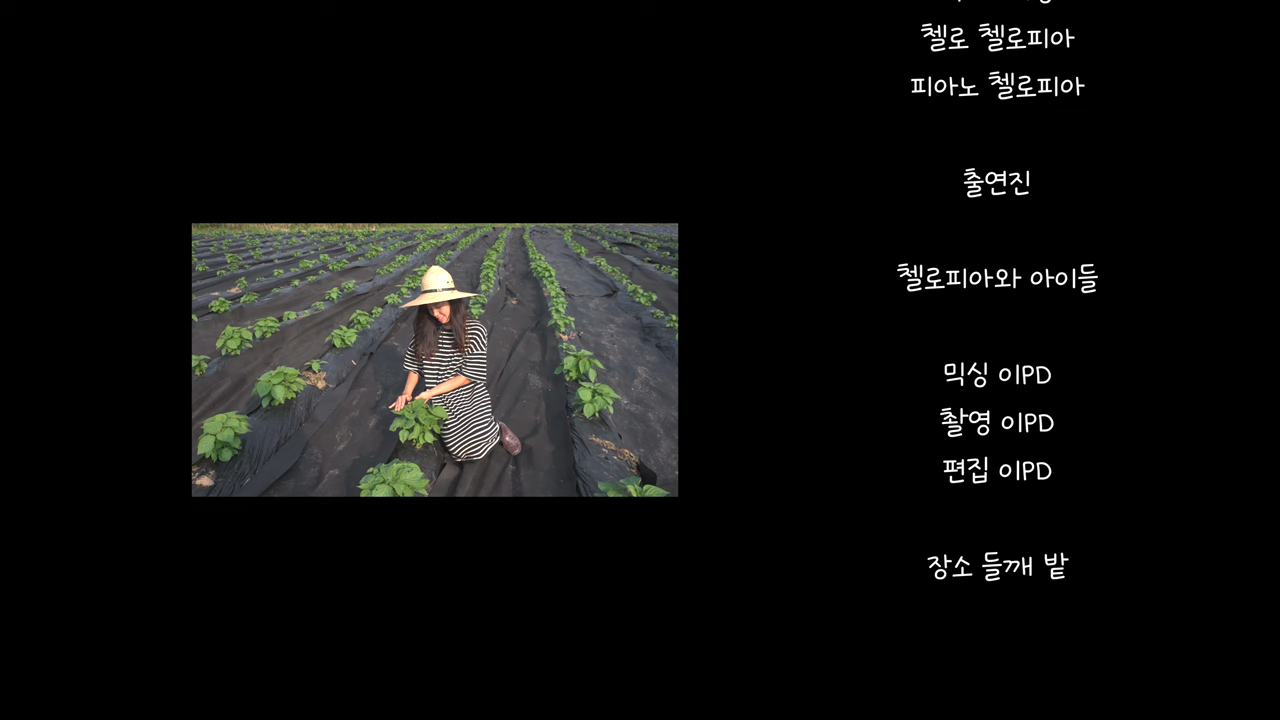 첼로 첼로피아
피아노 첼로피아
출연진
첼로피아와 아이들
믹싱 이PD
촬영 이PD
편집 이PD
장소 들깨 밭